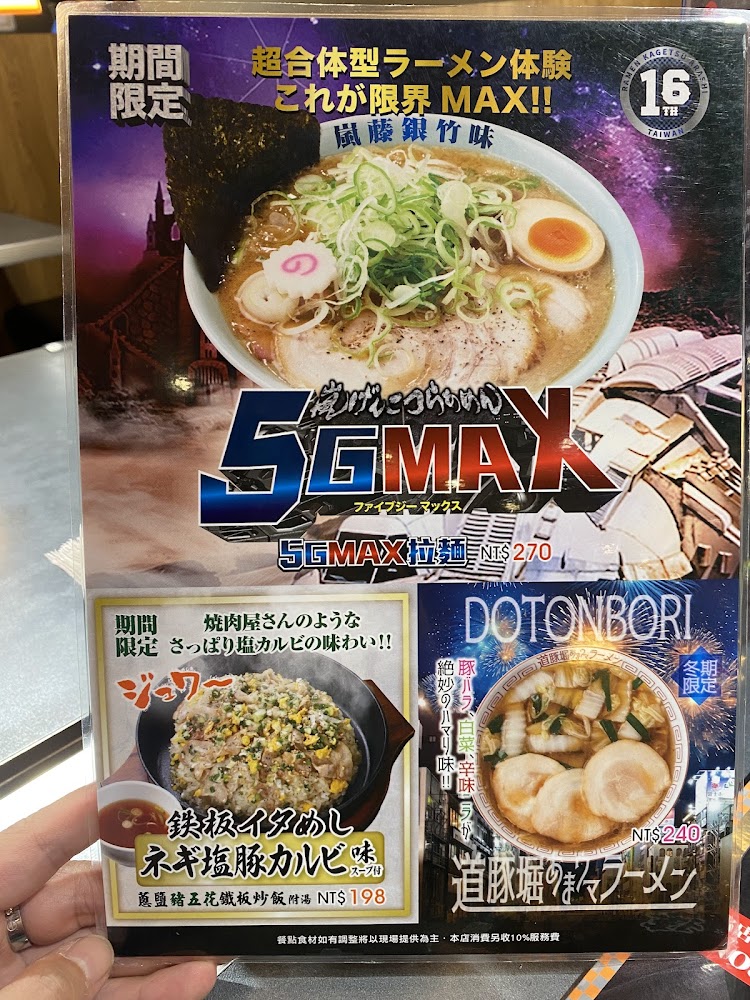 期間
限定
超合体型ラーメン体験
これが限界 MAX!!
RAMEN KAGETSU ARASHI
16TH
TAIWAN
嵐藤銀竹味
嵐げんこつらぁめん
5GMAX
ファイブジー マックス
5GMAX拉麺 NT$270
期間
限定
焼肉屋さんのような
さっぱり塩カルビの味わい!!
ジュワ〜
鉄板イタめし
ネギ塩豚カルビ味
スープ付
蔥鹽豬五花鐵板炒飯 附湯 NT$198
DOTONBORI
道豚堀のまんまラーメン
冬期
限定
豚バラ、白菜、辛味
絶妙のハマり味!!
NT$240
餐點食材如有調整將以現場提供為主・本店消費另收10%服務費